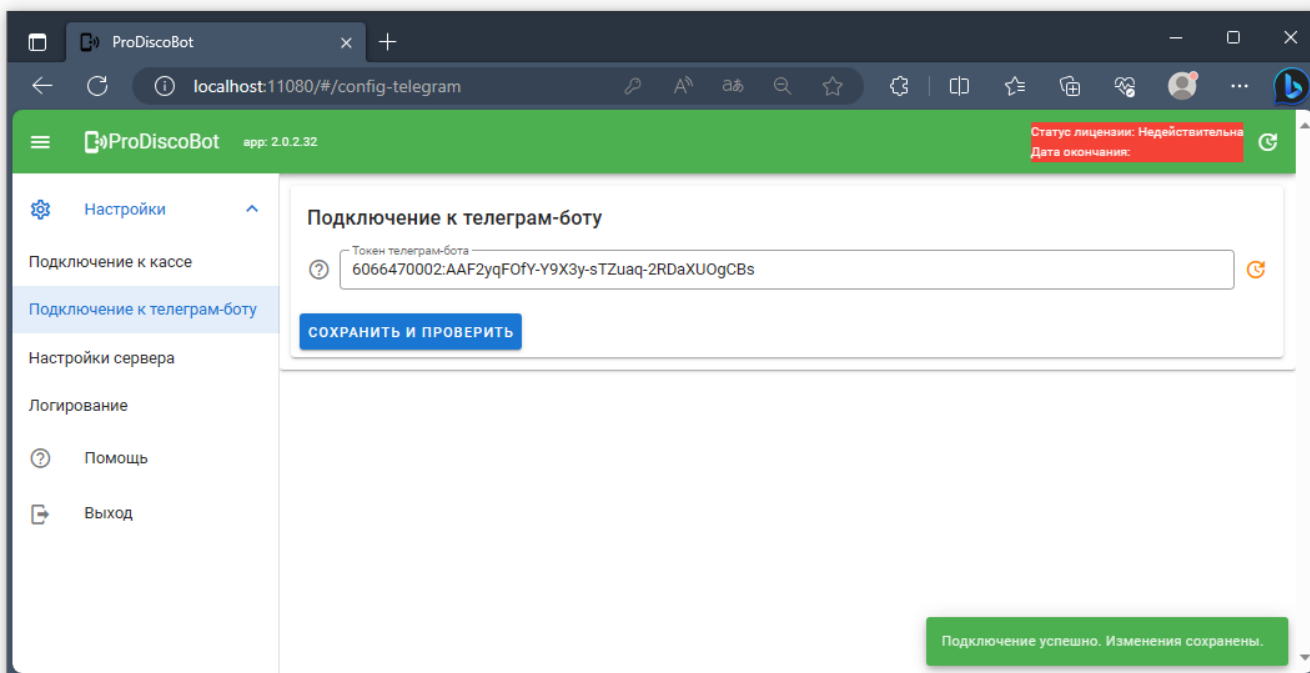 ProDiscoBot
localhost:11080/#/config-telegram
ProDiscoBot app: 2.0.2.32
Статус лицензии: Недействительна
Дата окончания:
Настройки
Подключение к кассе
Подключение к телеграм-боту
Настройки сервера
Логирование
Помощь
Выход
Подключение к телеграм-боту
Токен телеграм-бота
6066470002:AAF2yqFOfY-Y9X3y-sTZuaq-2RDaXUOgCBs
СОХРАНИТЬ И ПРОВЕРИТЬ
Подключение успешно. Изменения сохранены.